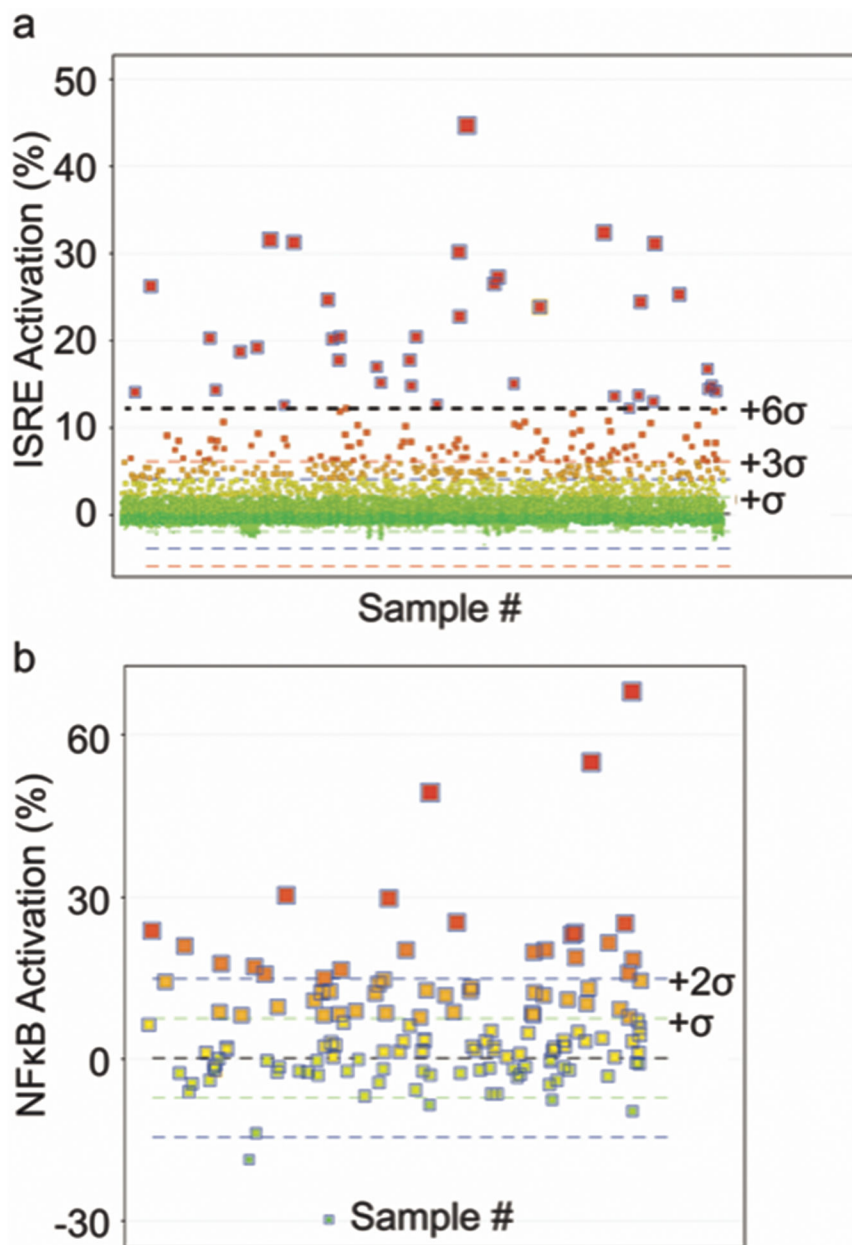 a
ISRE Activation (%)
50
40
30
20
10
0
+6σ
+3σ
+σ
Sample #
b
NFκB Activation (%)
60
30
0
-30
+2σ
+σ
Sample #